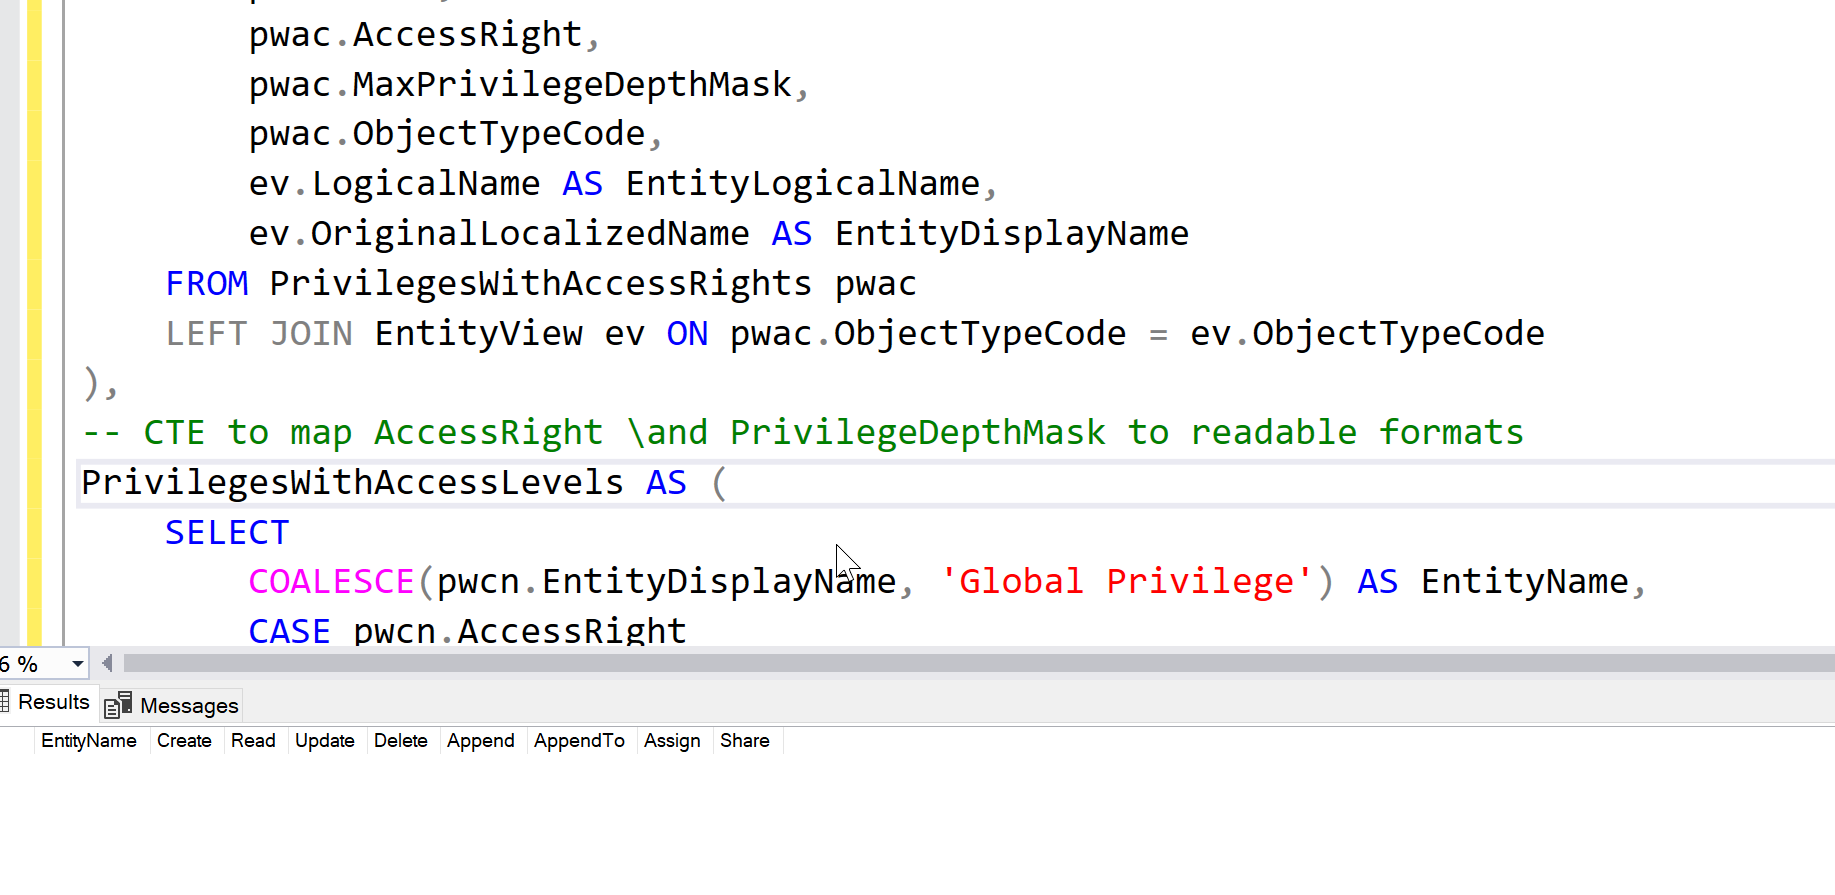 pwac.AccessRight,
pwac.MaxPrivilegeDepthMask,
pwac.ObjectTypeCode,
ev.LogicalName AS EntityLogicalName,
ev.OriginalLocalizedName AS EntityDisplayName
FROM PrivilegesWithAccessRights pwac
LEFT JOIN EntityView ev ON pwac.ObjectTypeCode = ev.ObjectTypeCode
),
-- CTE to map AccessRight \and PrivilegeDepthMask to readable formats
PrivilegesWithAccessLevels AS (
SELECT
COALESCE(pwcn.EntityDisplayName, 'Global Privilege') AS EntityName,
CASE pwcn.AccessRight
6 %
Results Messages
EntityName Create Read Update Delete Append AppendTo Assign Share